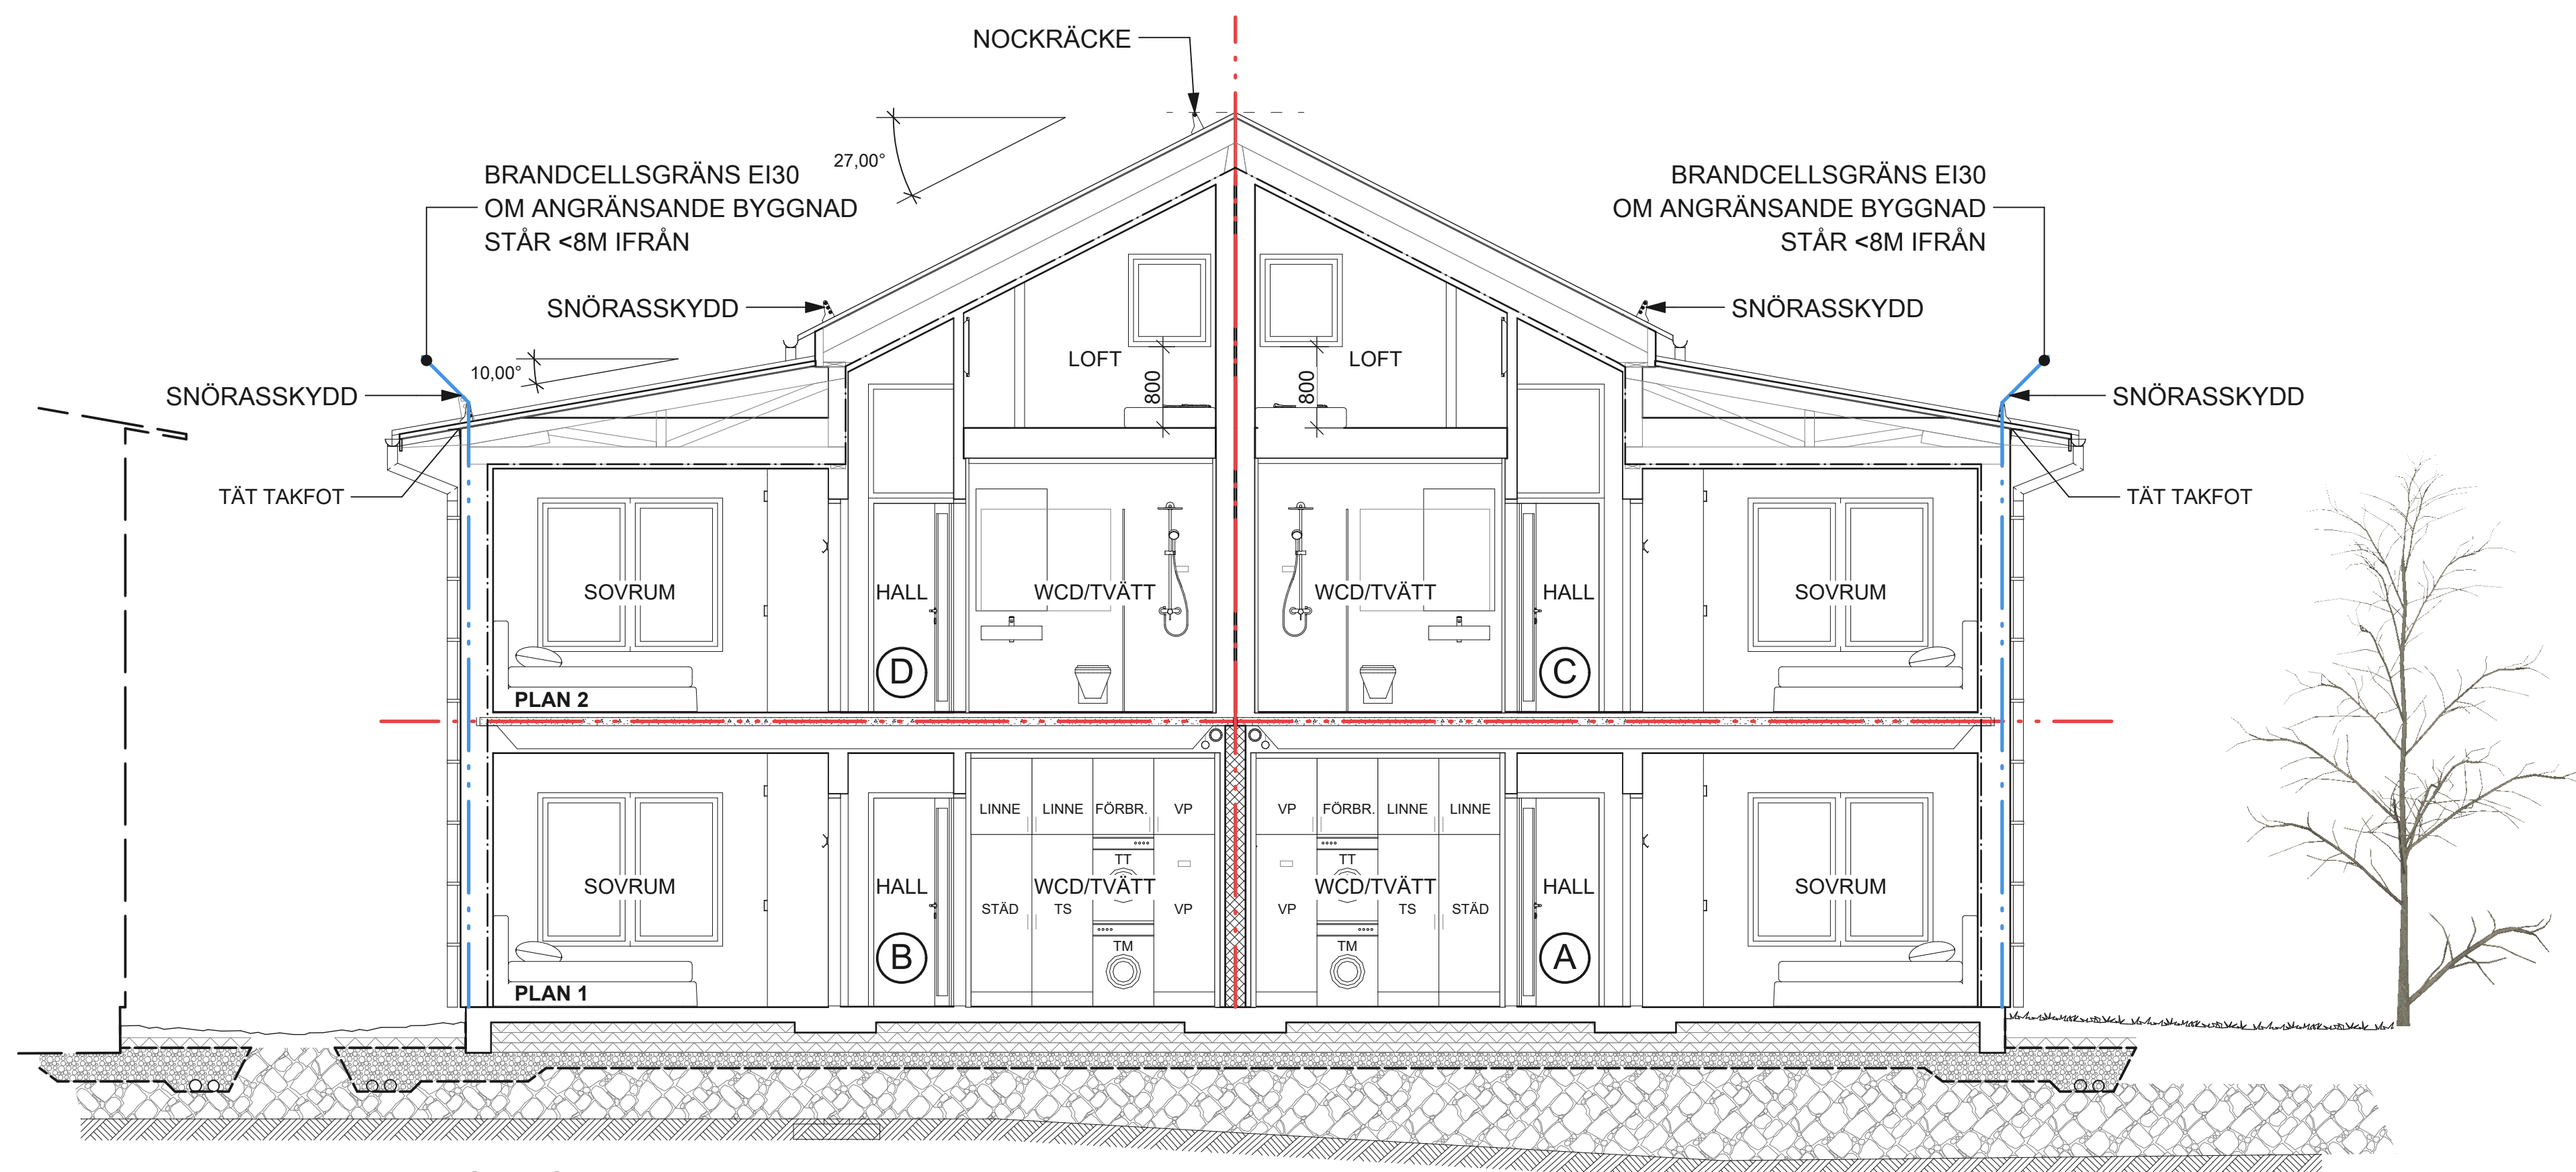 NOCKRÄCKE
27,00°
BRANDCELLSGRÄNS EI30
OM ANGRÄNSANDE BYGGNAD
STÅR <8M IFRÅN
BRANDCELLSGRÄNS EI30
OM ANGRÄNSANDE BYGGNAD
STÅR <8M IFRÅN
SNÖRASSKYDD
SNÖRASSKYDD
LOFT
LOFT
10,00°
800
800
SNÖRASSKYDD
SNÖRASSKYDD
TÄT TAKFOT
TÄT TAKFOT
SOVRUM
HALL
WCD/TVÄTT
WCD/TVÄTT
HALL
SOVRUM
D
C
PLAN 2
LINNE
LINNE
FÖRBR.
VP
VP
FÖRBR.
LINNE
LINNE
TT
TT
SOVRUM
HALL
WCD/TVÄTT
WCD/TVÄTT
HALL
SOVRUM
STÄD
TS
VP
VP
TS
STÄD
TM
TM
B
A
PLAN 1